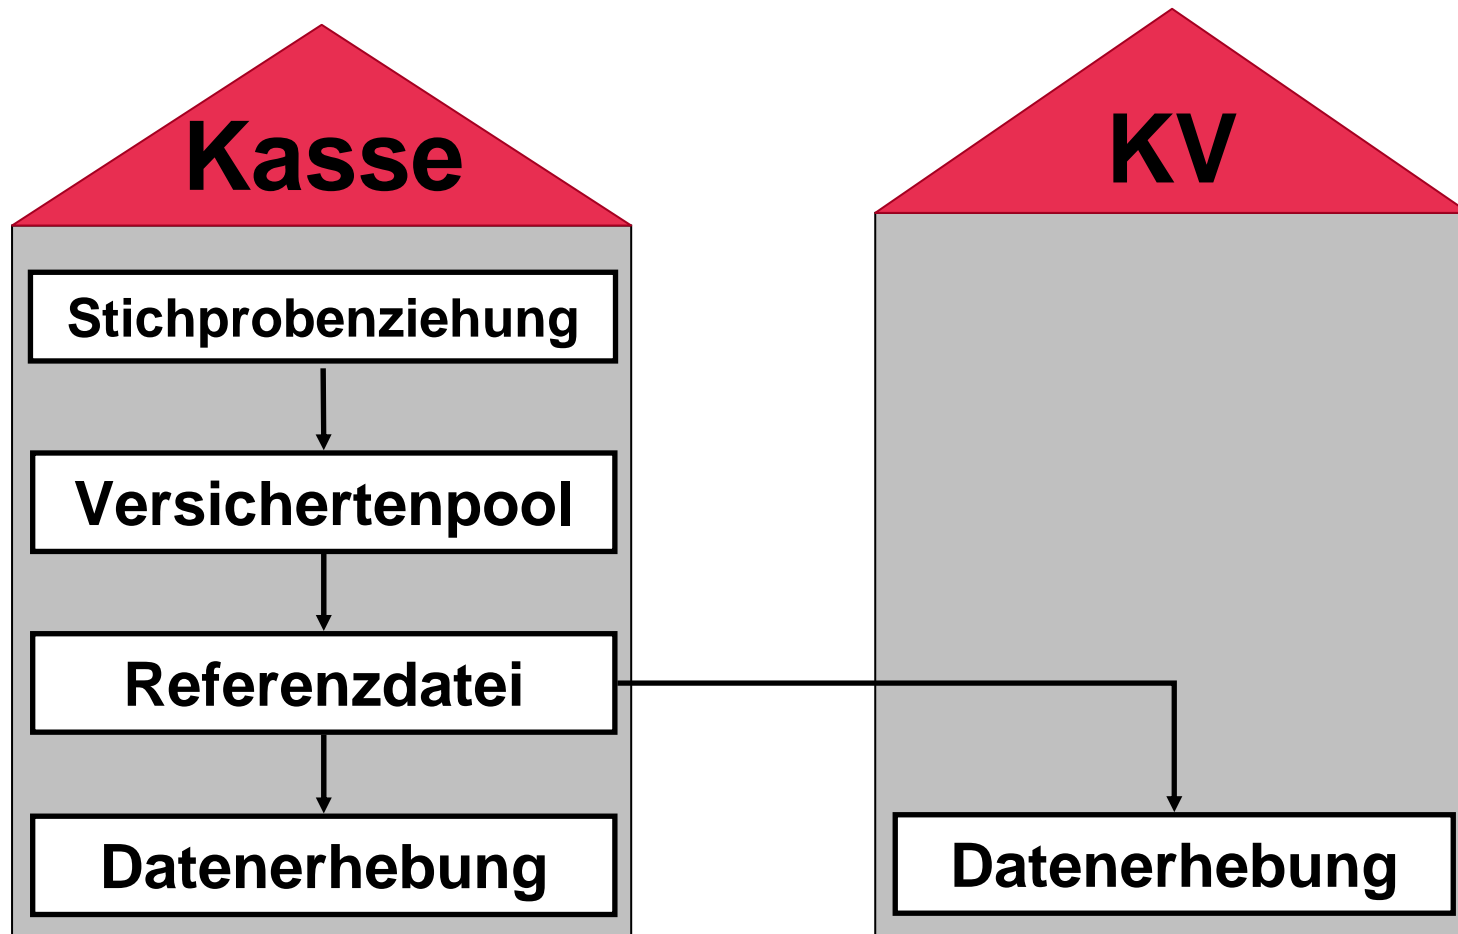 Kasse
Stichprobenziehung
Versichertenpool
Referenzdatei
Datenerhebung
KV
Datenerhebung